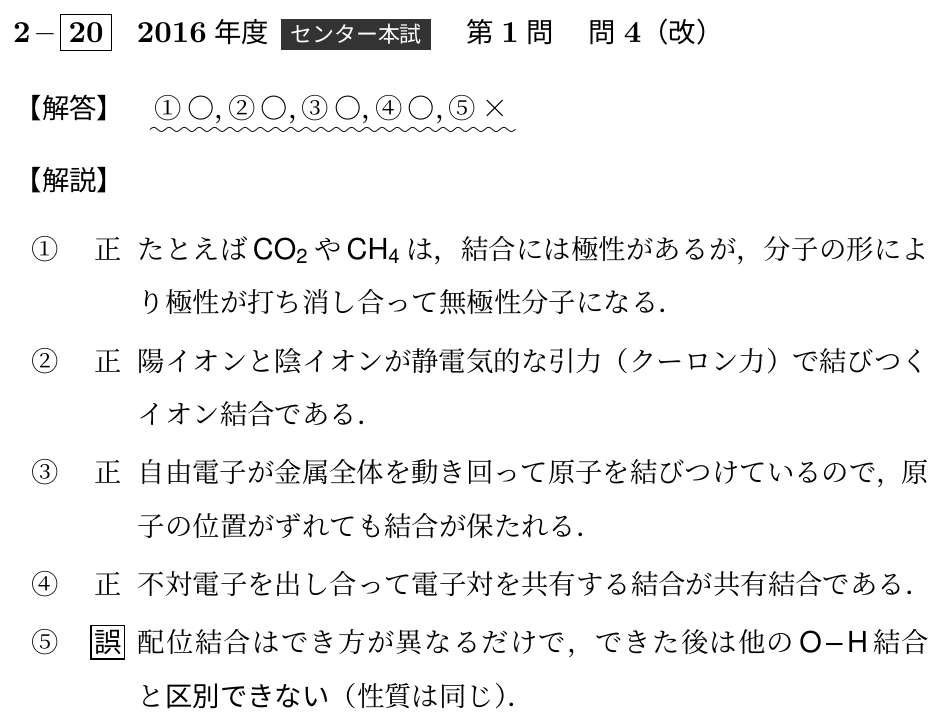 2-20 2016 年度 センター本試 第 1 問 問 4（改）
【解答】 ① ○, ② ○, ③ ○, ④ ○, ⑤ ×
【解説】
① 正 たとえば CO₂ や CH₄ は，結合には極性があるが，分子の形によ
り極性が打ち消し合って無極性分子になる．
② 正 陽イオンと陰イオンが静電気的な引力（クーロン力）で結びつく
イオン結合である．
③ 正 自由電子が金属全体を動き回って原子を結びつけているので，原
子の位置がずれても結合が保たれる．
④ 正 不対電子を出し合って電子対を共有する結合が共有結合である．
⑤ 誤 配位結合はでき方が異なるだけで，できた後は他の O－H 結合
と区別できない（性質は同じ）．